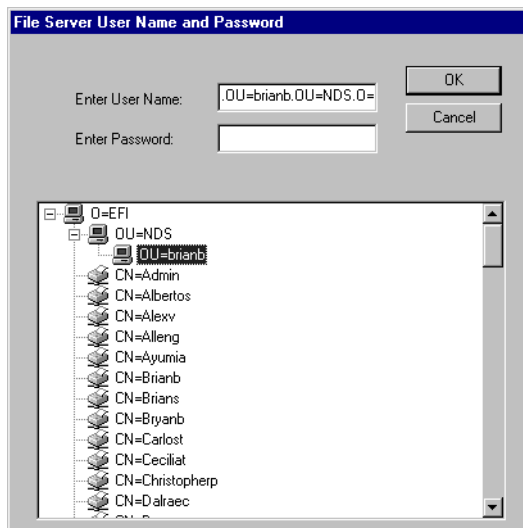 File Server User Name and Password
OK
Enter User Name: .OU=brianb.OU=NDS.O=
Cancel
Enter Password:
O=EFI
OU=NDS
OU=brianb
CN=Admin
CN=Albertos
CN=Alexv
CN=Alleng
CN=Ayumia
CN=Brianb
CN=Brians
CN=Bryanb
CN=Carlost
CN=Ceciliat
CN=Christopherp
CN=Dalraec